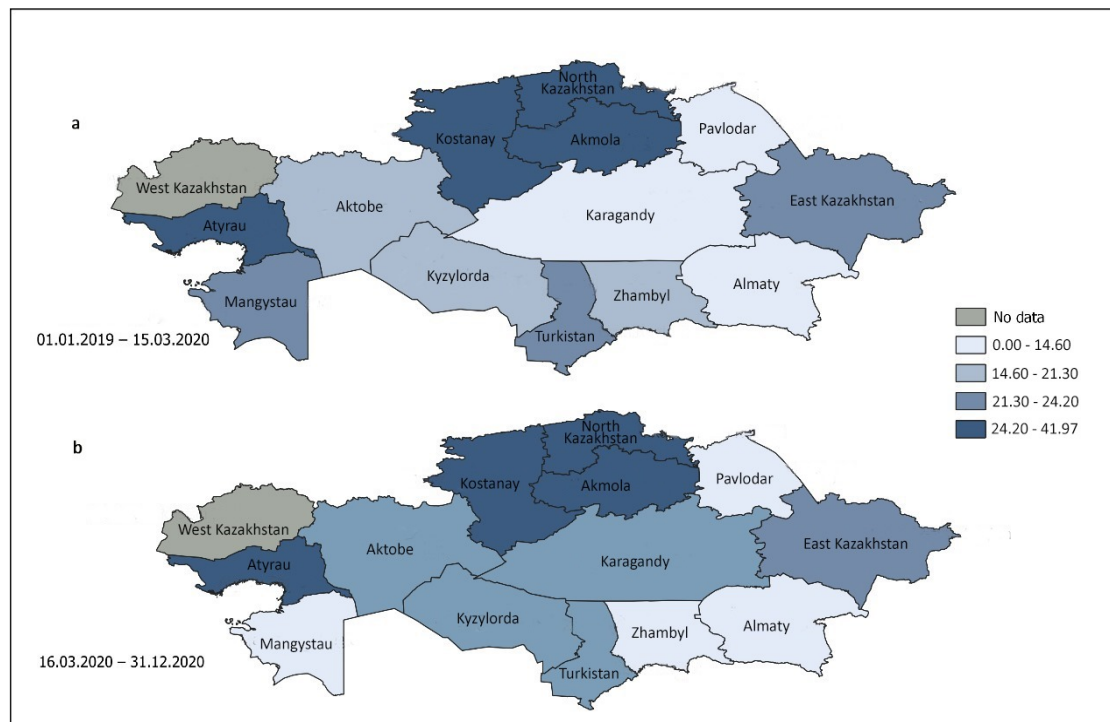 a
North
Kazakhstan
Kostanay
Akmola
Pavlodar
West Kazakhstan
Aktobe
Karagandy
East Kazakhstan
Atyrau
Kyzylorda
Zhambyl
Almaty
Mangystau
Turkistan
01.01.2019 – 15.03.2020
No data
0.00 - 14.60
14.60 - 21.30
21.30 - 24.20
24.20 - 41.97
b
North
Kazakhstan
Kostanay
Akmola
Pavlodar
West Kazakhstan
Aktobe
Karagandy
East Kazakhstan
Atyrau
Kyzylorda
Zhambyl
Almaty
Mangystau
Turkistan
16.03.2020 – 31.12.2020